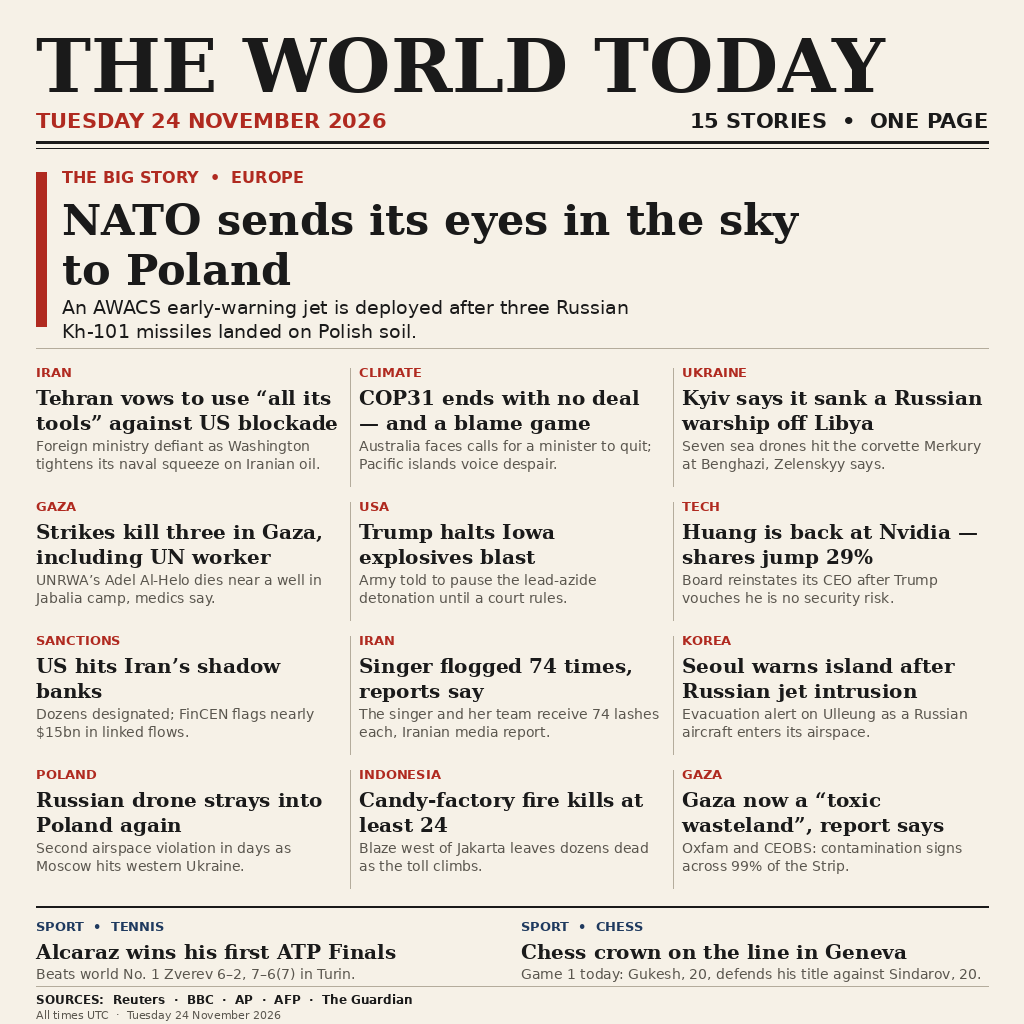 THE WORLD TODAY
TUESDAY 24 NOVEMBER 2026
15 STORIES • ONE PAGE
THE BIG STORY • EUROPE
NATO sends its eyes in the sky
to Poland
An AWACS early-warning jet is deployed after three Russian
Kh-101 missiles landed on Polish soil.
IRAN
Tehran vows to use “all its
tools” against US blockade
Foreign ministry defiant as Washington
tightens its naval squeeze on Iranian oil.
CLIMATE
COP31 ends with no deal
— and a blame game
Australia faces calls for a minister to quit;
Pacific islands voice despair.
UKRAINE
Kyiv says it sank a Russian
warship off Libya
Seven sea drones hit the corvette Merkury
at Benghazi, Zelenskyy says.
GAZA
Strikes kill three in Gaza,
including UN worker
UNRWA’s Adel Al-Helo dies near a well in
Jabalia camp, medics say.
USA
Trump halts Iowa
explosives blast
Army told to pause the lead-azide
detonation until a court rules.
TECH
Huang is back at Nvidia —
shares jump 29%
Board reinstates its CEO after Trump
vouches he is no security risk.
SANCTIONS
US hits Iran’s shadow
banks
Dozens designated; FinCEN flags nearly
$15bn in linked flows.
IRAN
Singer flogged 74 times,
reports say
The singer and her team receive 74 lashes
each, Iranian media report.
KOREA
Seoul warns island after
Russian jet intrusion
Evacuation alert on Ulleung as a Russian
aircraft enters its airspace.
POLAND
Russian drone strays into
Poland again
Second airspace violation in days as
Moscow hits western Ukraine.
INDONESIA
Candy-factory fire kills at
least 24
Blaze west of Jakarta leaves dozens dead
as the toll climbs.
GAZA
Gaza now a “toxic
wasteland”, report says
Oxfam and CEOBS: contamination signs
across 99% of the Strip.
SPORT • TENNIS
Alcaraz wins his first ATP Finals
Beats world No. 1 Zverev 6–2, 7–6(7) in Turin.
SPORT • CHESS
Chess crown on the line in Geneva
Game 1 today: Gukesh, 20, defends his title against Sindarov, 20.
SOURCES: Reuters · BBC · AP · AFP · The Guardian
All times UTC · Tuesday 24 November 2026